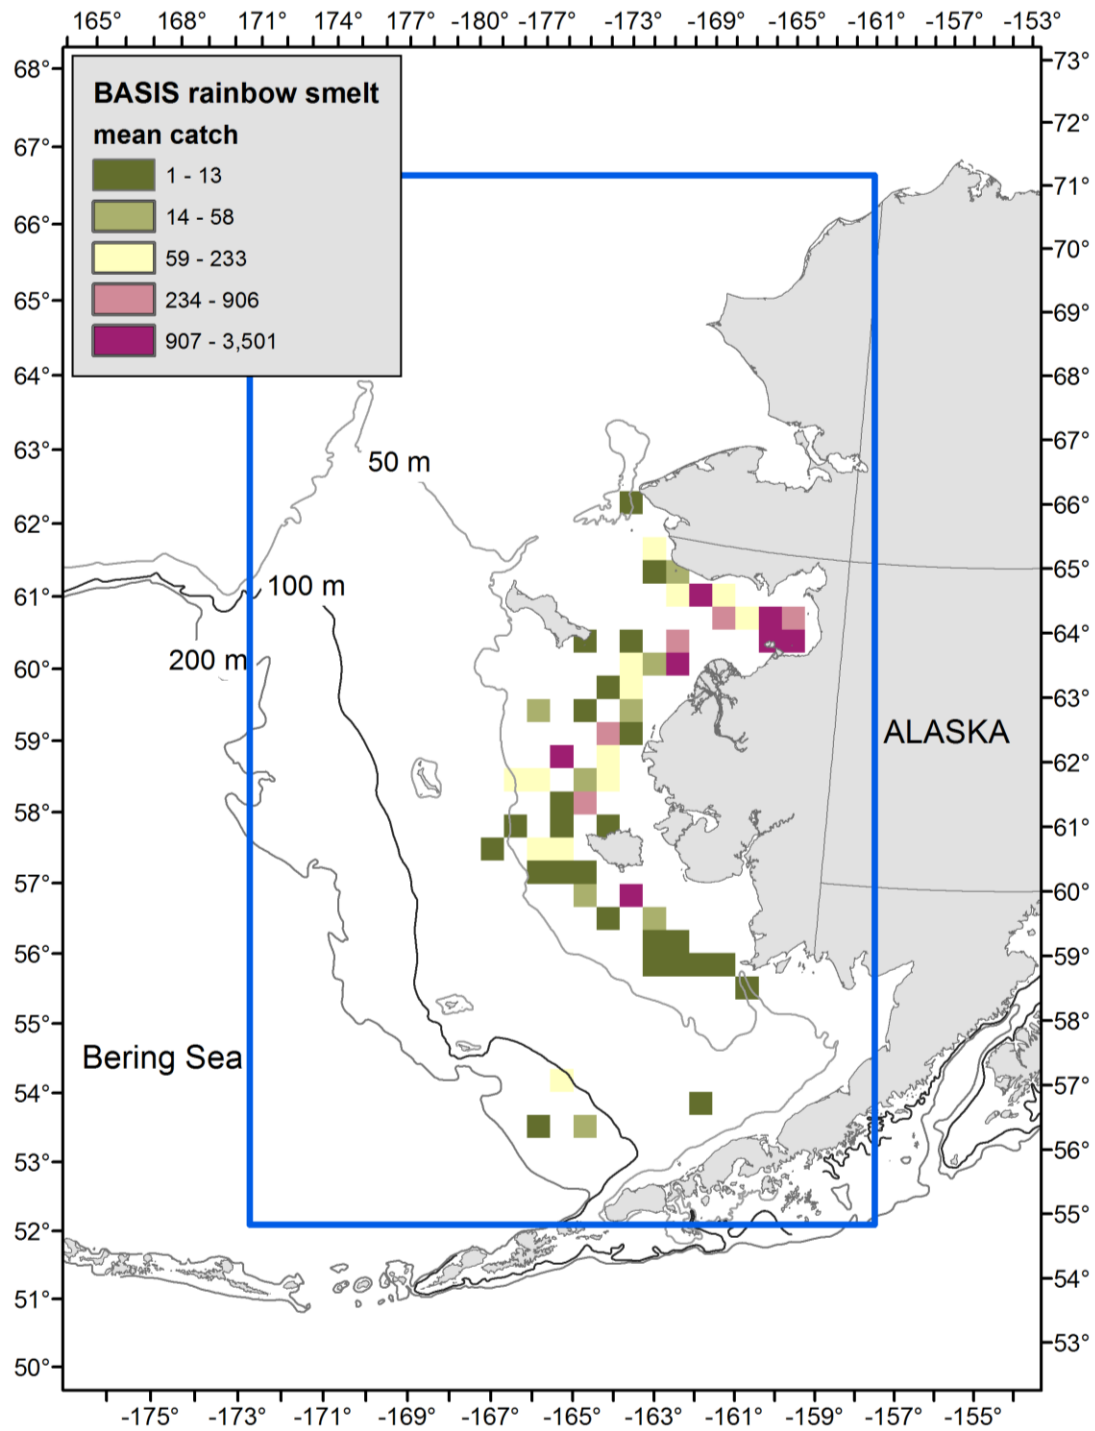 165° 168° 171° 174° 177° -180° -177° -173° -169° -165° -161° -157° -153°
68°
73°
BASIS rainbow smelt
mean catch
1 - 13
14 - 58
59 - 233
234 - 906
907 - 3,501
67°
72°
71°
66°
70°
65°
69°
64°
68°
63°
50 m
67°
62°
66°
61°
100 m
65°
60°
200 m
64°
63°
59°
ALASKA
62°
58°
61°
57°
60°
56°
59°
55°
58°
Bering Sea
54°
57°
53°
56°
52°
55°
51°
54°
50°
53°
-175° -173° -171° -169° -167° -165° -163° -161° -159° -157° -155°